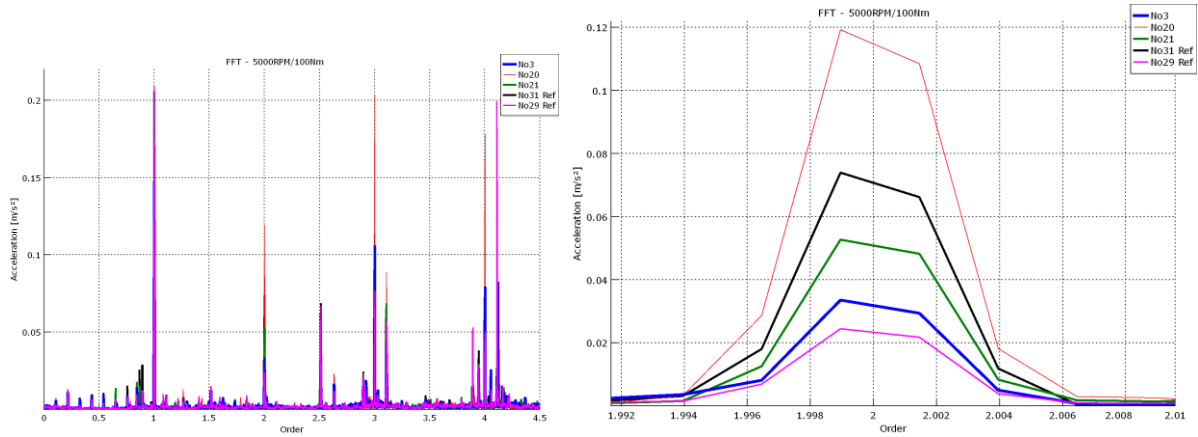 FFT - 5000RPM/100Nm
No3
No20
No21
No31 Ref
No29 Ref
Acceleration [m/s²]
0.2
0.15
0.1
0.05
0 0.5 1.0 1.5 2.0 2.5 3.0 3.5 4.0 4.5
Order
FFT - 5000RPM/100Nm
No3
No20
No21
No31 Ref
No29 Ref
Acceleration [m/s²]
0.12
0.1
0.08
0.06
0.04
0.02
1.992 1.994 1.996 1.998 2 2.002 2.004 2.006 2.008 2.01
Order